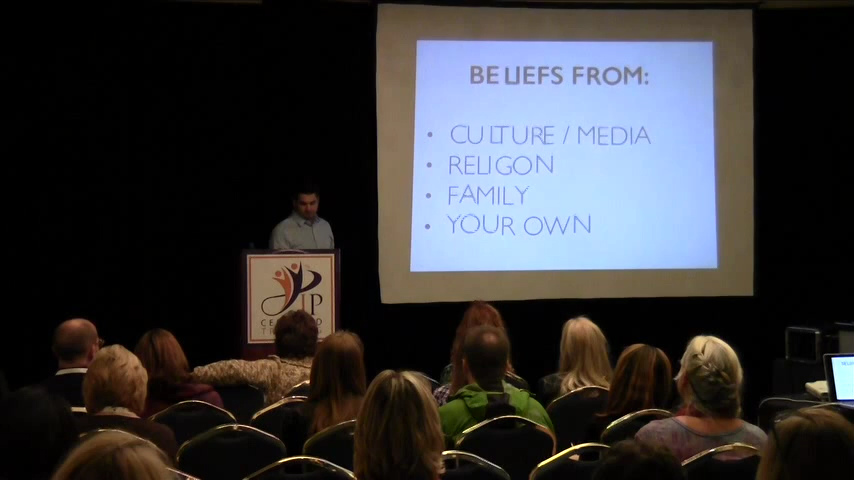 BELIEFS FROM:
• CULTURE / MEDIA
• RELIGON
• FAMILY
• YOUR OWN